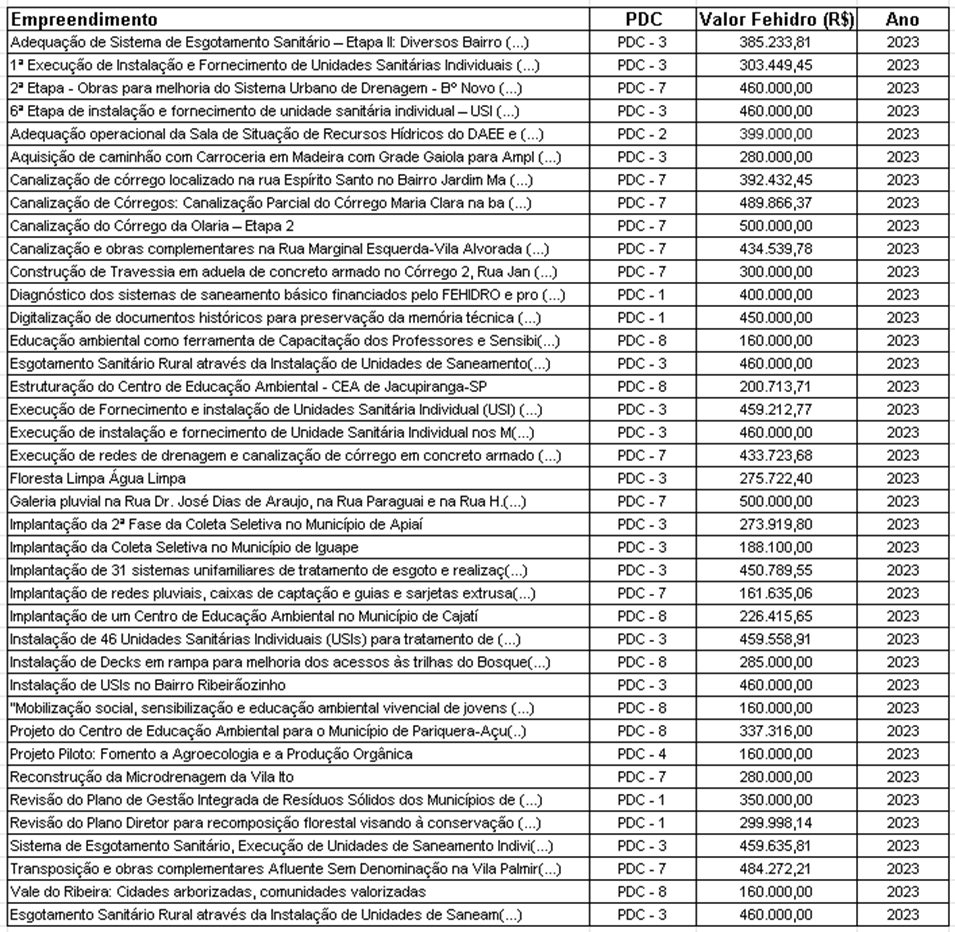 Empreendimento PDC Valor Fehidro (R$) Ano
Adequação de Sistema de Esgotamento Sanitário – Etapa II: Diversos Bairro (...) PDC - 3 385.233,81 2023
1ª Execução de Instalação e Fornecimento de Unidades Sanitárias Individuais (...) PDC - 3 303.449,45 2023
2ª Etapa - Obras para melhoria do Sistema Urbano de Drenagem - Bº Novo (...) PDC - 7 460.000,00 2023
6ª Etapa de instalação e fornecimento de unidade sanitária individual – USI (...) PDC - 3 460.000,00 2023
Adequação operacional da Sala de Situação de Recursos Hídricos do DAEE e (...) PDC - 2 399.000,00 2023
Aquisição de caminhão com Carroceria em Madeira com Grade Gaiola para Ampl (...) PDC - 3 280.000,00 2023
Canalização de córrego localizado na rua Espírito Santo no Bairro Jardim Ma (...) PDC - 7 392.432,45 2023
Canalização de Córregos: Canalização Parcial do Córrego Maria Clara na ba (...) PDC - 7 489.866,37 2023
Canalização do Córrego da Olaria – Etapa 2 PDC - 7 500.000,00 2023
Canalização e obras complementares na Rua Marginal Esquerda-Vila Alvorada (...) PDC - 7 434.539,78 2023
Construção de Travessia em aduela de concreto armado no Córrego 2, Rua Jan (...) PDC - 7 300.000,00 2023
Diagnóstico dos sistemas de saneamento básico financiados pelo FEHIDRO e pro (...) PDC - 1 400.000,00 2023
Digitalização de documentos históricos para preservação da memória técnica (...) PDC - 1 450.000,00 2023
Educação ambiental como ferramenta de Capacitação dos Professores e Sensibi(...) PDC - 8 160.000,00 2023
Esgotamento Sanitário Rural através da Instalação de Unidades de Saneamento(...) PDC - 3 460.000,00 2023
Estruturação do Centro de Educação Ambiental - CEA de Jacupiranga-SP PDC - 8 200.713,71 2023
Execução de Fornecimento e instalação de Unidades Sanitária Individual (USI) (...) PDC - 3 459.212,77 2023
Execução de instalação e fornecimento de Unidade Sanitária Individual nos M(...) PDC - 3 460.000,00 2023
Execução de redes de drenagem e canalização de córrego em concreto armado (...) PDC - 7 433.723,68 2023
Floresta Limpa Água Limpa PDC - 3 275.722,40 2023
Galeria pluvial na Rua Dr. José Dias de Araujo, na Rua Paraguai e na Rua H.(...) PDC - 7 500.000,00 2023
Implantação da 2ª Fase da Coleta Seletiva no Município de Apiaí PDC - 3 273.919,80 2023
Implantação da Coleta Seletiva no Município de Iguape PDC - 3 188.100,00 2023
Implantação de 31 sistemas unifamiliares de tratamento de esgoto e realizaç(...) PDC - 3 450.789,55 2023
Implantação de redes pluviais, caixas de captação e guias e sarjetas extrusa(...) PDC - 7 161.635,06 2023
Implantação de um Centro de Educação Ambiental no Município de Cajatí PDC - 8 226.415,65 2023
Instalação de 46 Unidades Sanitárias Individuais (USIs) para tratamento de (...) PDC - 3 459.558,91 2023
Instalação de Decks em rampa para melhoria dos acessos às trilhas do Bosque(...) PDC - 8 285.000,00 2023
Instalação de USIs no Bairro Ribeirãozinho PDC - 3 460.000,00 2023
"Mobilização social, sensibilização e educação ambiental vivencial de jovens (...) PDC - 8 160.000,00 2023
Projeto do Centro de Educação Ambiental para o Município de Pariquera-Açu(..) PDC - 8 337.316,00 2023
Projeto Piloto: Fomento a Agroecologia e a Produção Orgânica PDC - 4 160.000,00 2023
Reconstrução da Microdrenagem da Vila Ito PDC - 7 280.000,00 2023
Revisão do Plano de Gestão Integrada de Resíduos Sólidos dos Municípios de (...) PDC - 1 350.000,00 2023
Revisão do Plano Diretor para recomposição florestal visando à conservação (...) PDC - 1 299.998,14 2023
Sistema de Esgotamento Sanitário, Execução de Unidades de Saneamento Indivi(...) PDC - 3 459.635,81 2023
Transposição e obras complementares Afluente Sem Denominação na Vila Palmir(...) PDC - 7 484.272,21 2023
Vale do Ribeira: Cidades arborizadas, comunidades valorizadas PDC - 8 160.000,00 2023
Esgotamento Sanitário Rural através da Instalação de Unidades de Saneam(...) PDC - 3 460.000,00 2023